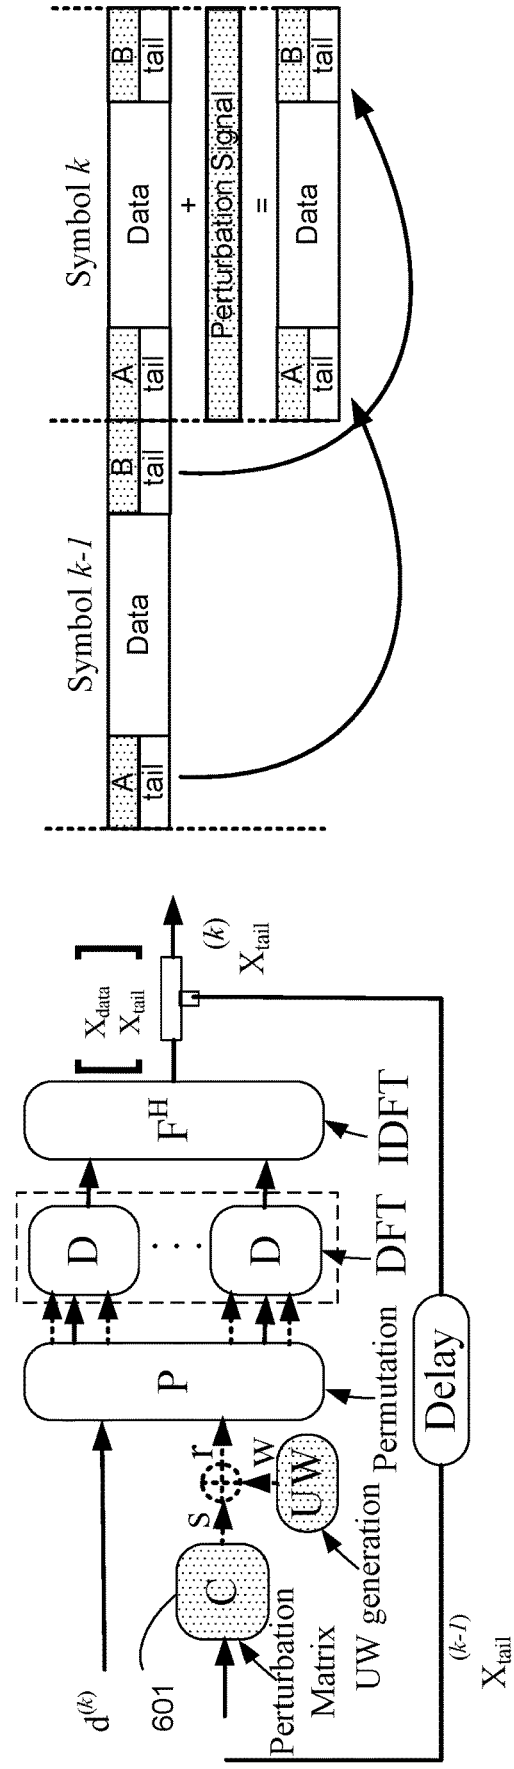 d(k)
601
C
Perturbation
Matrix
s
r
w
UW
UW generation
P
Permutation
D
. . .
D
DFT
F^H
IDFT
[ X_data
X_tail ]
X_tail^(k)
Delay
X_tail^(k-1)
Symbol k-1
Symbol k
A
tail
Data
B
tail
A
tail
Data
B
tail
+
Perturbation Signal
=
A
tail
Data
B
tail